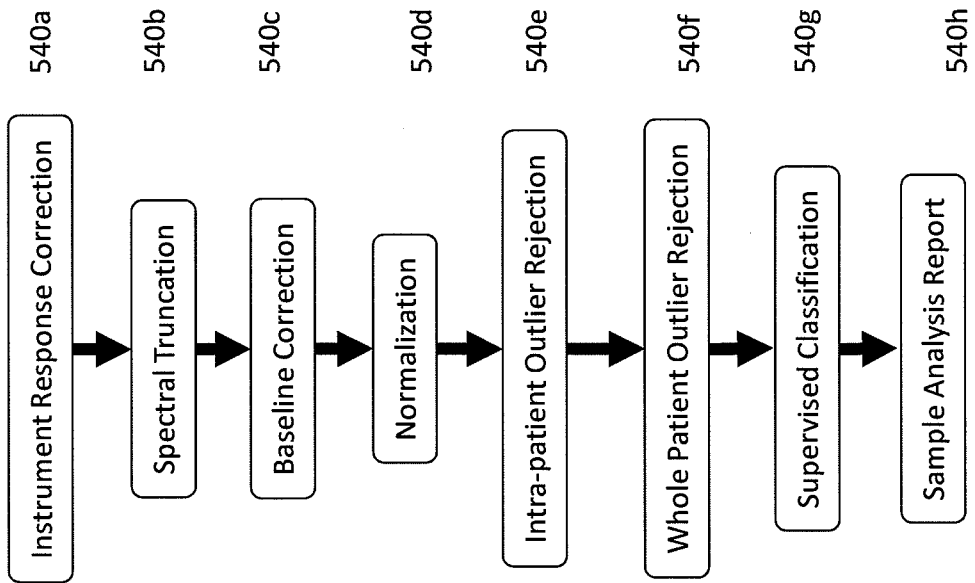 Instrument Response Correction
540a
Spectral Truncation
540b
Baseline Correction
540c
Normalization
540d
Intra-patient Outlier Rejection
540e
Whole Patient Outlier Rejection
540f
Supervised Classification
540g
Sample Analysis Report
540h